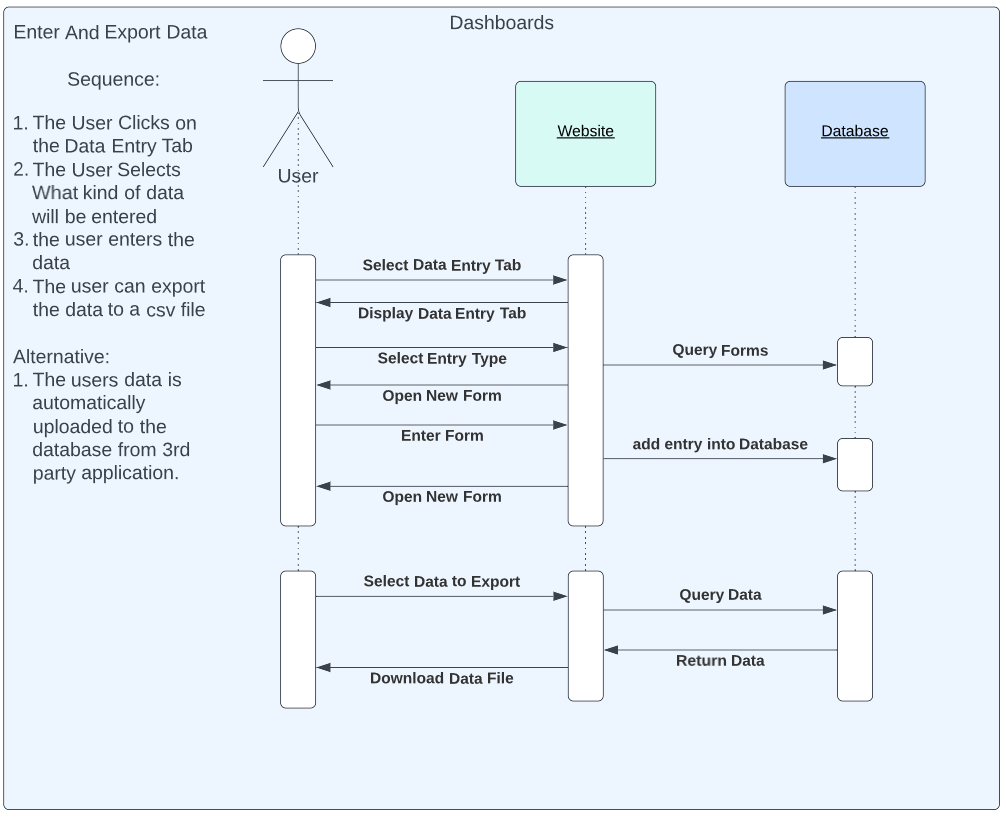 Dashboards
Enter And Export Data
Sequence:
1. The User Clicks on
the Data Entry Tab
2. The User Selects
What kind of data
will be entered
3. the user enters the
data
4. The user can export
the data to a csv file
Alternative:
1. The users data is
automatically
uploaded to the
database from 3rd
party application.
User
Website
Database
Select Data Entry Tab
Display Data Entry Tab
Select Entry Type
Query Forms
Open New Form
Enter Form
add entry into Database
Open New Form
Select Data to Export
Query Data
Return Data
Download Data File